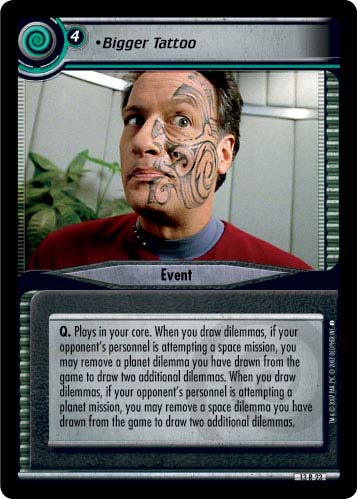 4
•Bigger Tattoo
Event
Q. Plays in your core. When you draw dilemmas, if your
opponent's personnel is attempting a space mission, you
may remove a planet dilemma you have drawn from the
game to draw two additional dilemmas. When you draw
dilemmas, if your opponent's personnel is attempting a
planet mission, you may remove a space dilemma you have
drawn from the game to draw two additional dilemmas.